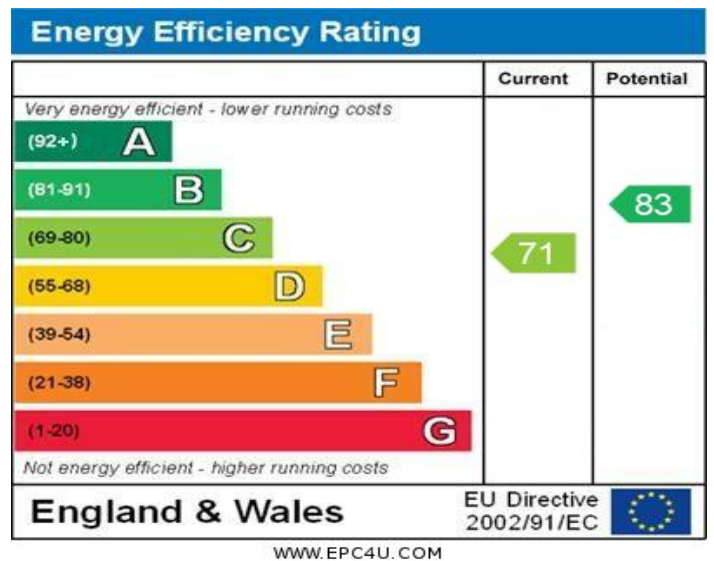 Energy Efficiency Rating
Current Potential
Very energy efficient - lower running costs
(92+) A
(81-91) B
83
(69-80) C
71
(55-68) D
(39-54) E
(21-38) F
(1-20) G
Not energy efficient - higher running costs
England & Wales
EU Directive
2002/91/EC
WWW.EPC4U.COM